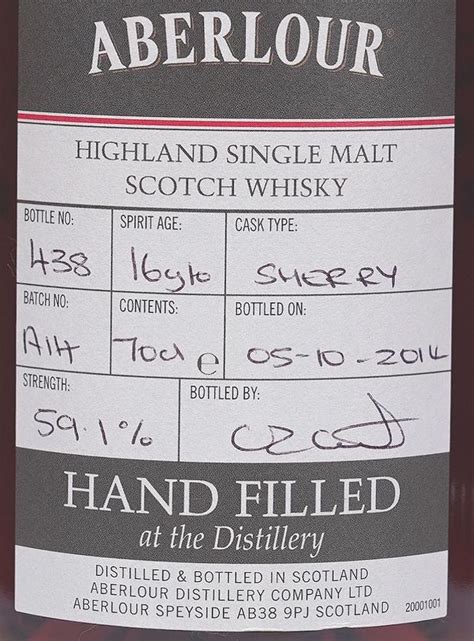 ABERLOUR
HIGHLAND SINGLE MALT
SCOTCH WHISKY
BOTTLE NO: SPIRIT AGE: CASK TYPE:
438 16yto SHERRY
BATCH NO: CONTENTS: BOTTLED ON:
A14 70cl e 05-10-2014
STRENGTH: BOTTLED BY:
59.1%
HAND FILLED
at the Distillery
DISTILLED & BOTTLED IN SCOTLAND
ABERLOUR DISTILLERY COMPANY LTD
ABERLOUR SPEYSIDE AB38 9PJ SCOTLAND 20001001